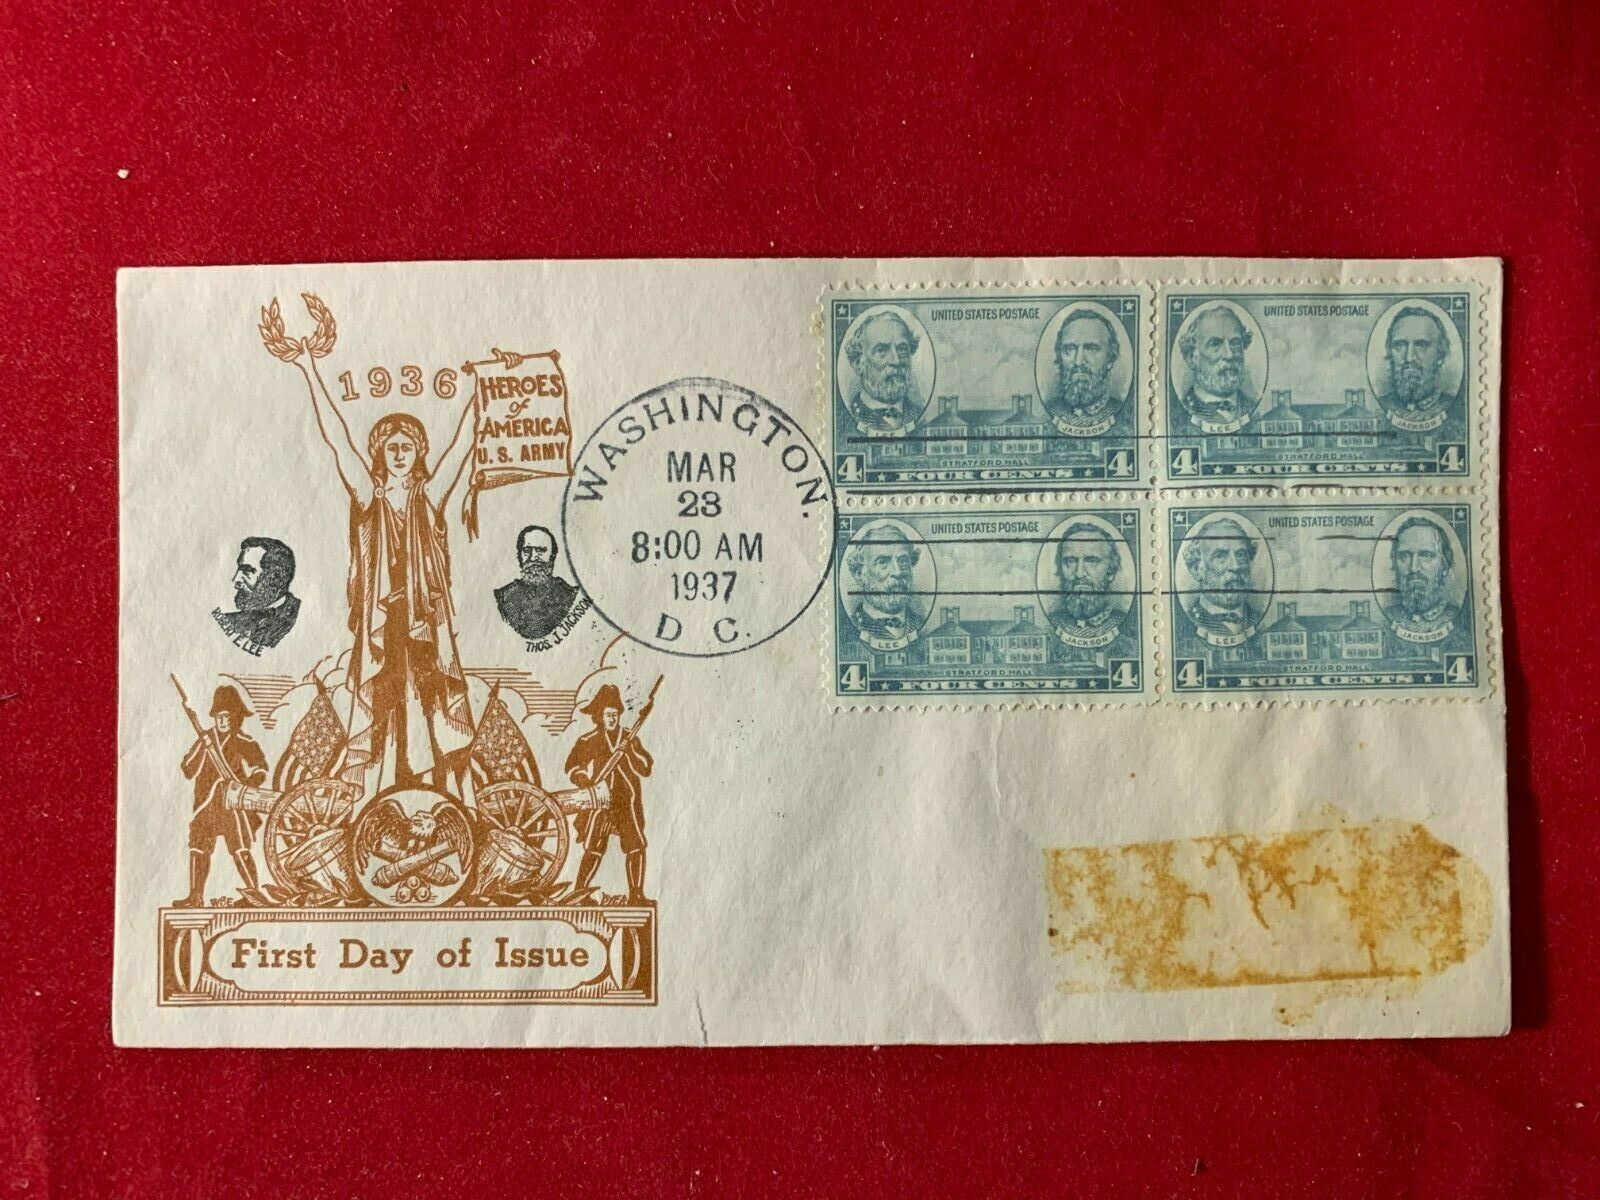 1936
HEROES
of
AMERICA
U. S. ARMY
ROBERT E. LEE
THOS. J. JACKSON
First Day of Issue
WASHINGTON.
MAR
23
8:00 AM
1937
D C.
UNITED STATES POSTAGE
LEE
JACKSON
STRATFORD HALL
4 FOUR CENTS 4
UNITED STATES POSTAGE
LEE
JACKSON
STRATFORD HALL
4 FOUR CENTS 4
UNITED STATES POSTAGE
LEE
JACKSON
STRATFORD HALL
4 FOUR CENTS 4
UNITED STATES POSTAGE
LEE
JACKSON
STRATFORD HALL
4 FOUR CENTS 4